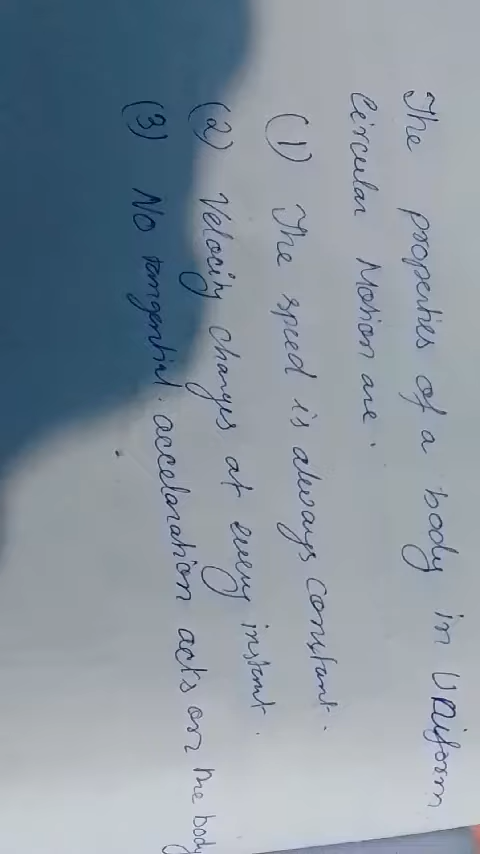 The properties of a body in Uniform
Circular Motion are.
(1) The speed is always constant.
(2) Velocity changes at every instant.
(3) No tangential acceleration acts on the body